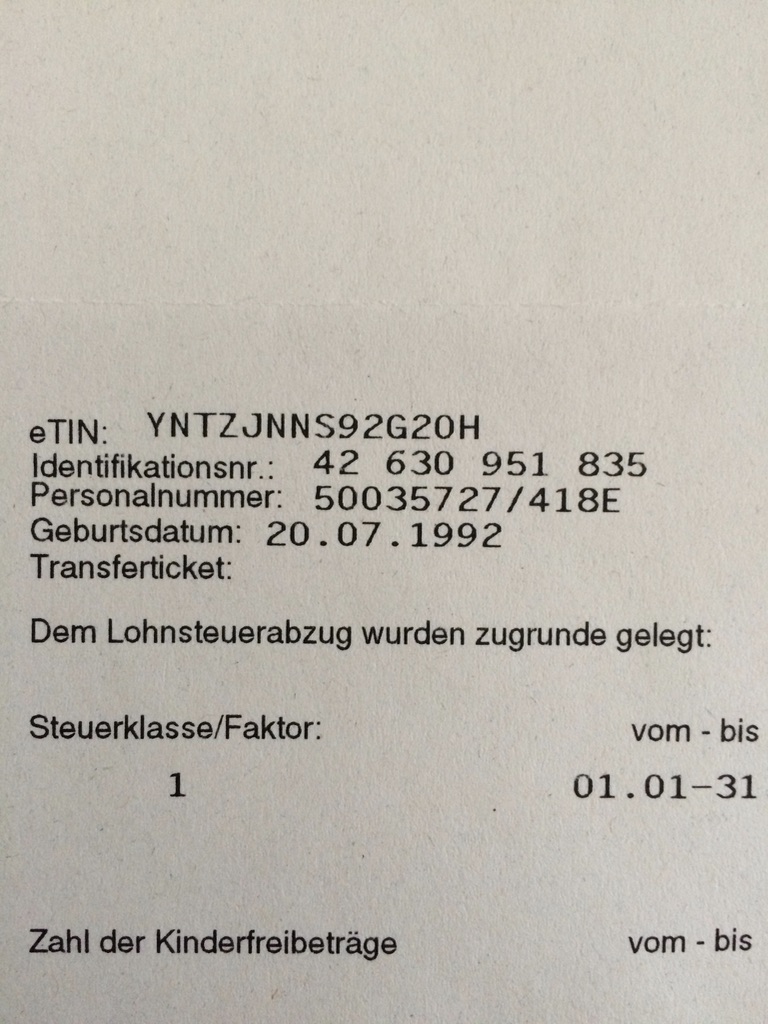 eTIN: YNTZJNNS92G20H
Identifikationsnr.: 42 630 951 835
Personalnummer: 50035727/418E
Geburtsdatum: 20.07.1992
Transferticket:
Dem Lohnsteuerabzug wurden zugrunde gelegt:
Steuerklasse/Faktor: vom - bis
1 01.01-31
Zahl der Kinderfreibeträge vom - bis